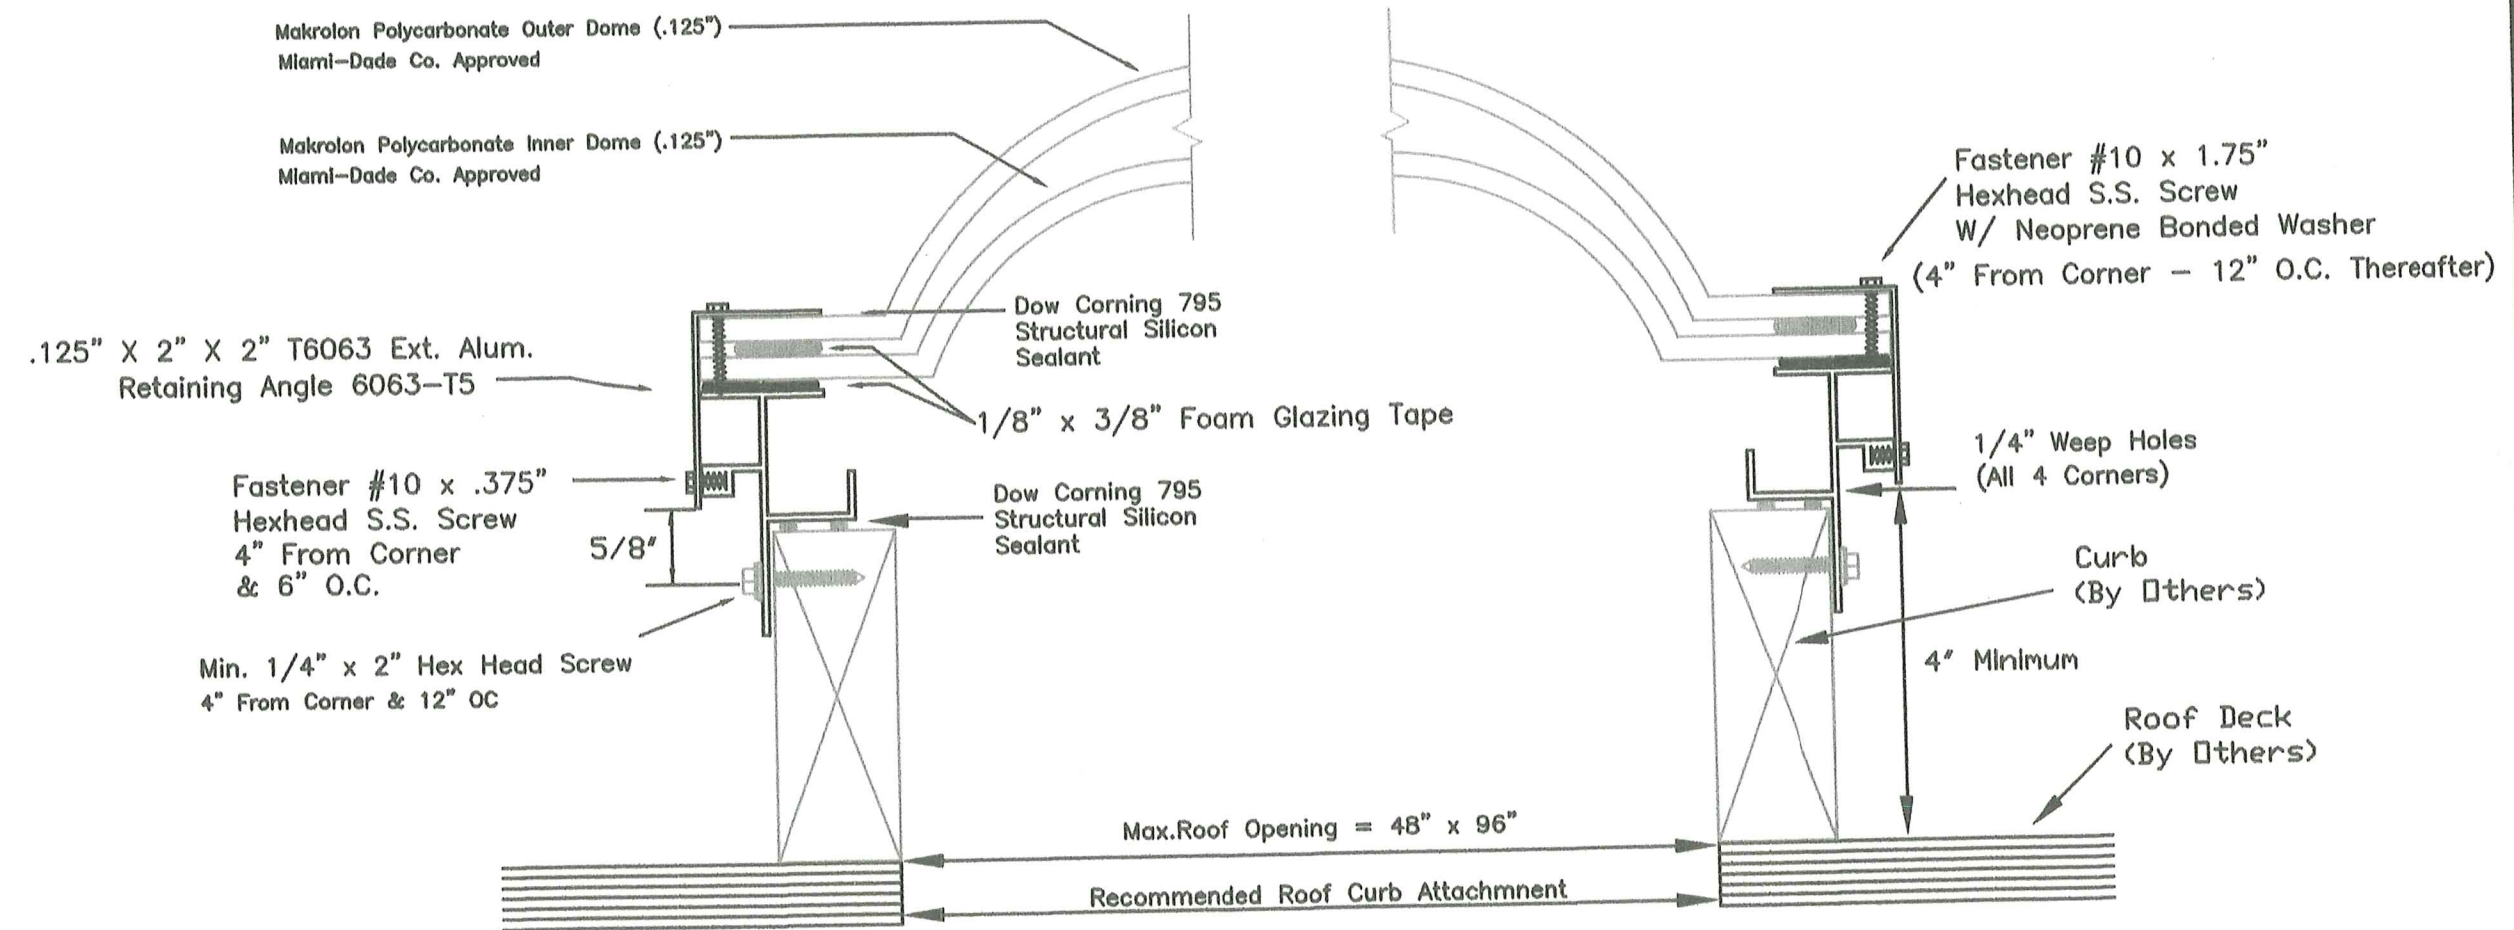 Makrolon Polycarbonate Outer Dome (.125")
Miami-Dade Co. Approved
Makrolon Polycarbonate Inner Dome (.125")
Miami-Dade Co. Approved
Fastener #10 x 1.75"
Hexhead S.S. Screw
W/ Neoprene Bonded Washer
(4" From Corner - 12" O.C. Thereafter)
Dow Corning 795
Structural Silicon
Sealant
.125" X 2" X 2" T6063 Ext. Alum.
Retaining Angle 6063-T5
1/8" x 3/8" Foam Glazing Tape
1/4" Weep Holes
(All 4 Corners)
Fastener #10 x .375"
Hexhead S.S. Screw
4" From Corner
& 6" O.C.
5/8"
Dow Corning 795
Structural Silicon
Sealant
Curb
(By Others)
Min. 1/4" x 2" Hex Head Screw
4" From Corner & 12" OC
4" Minimum
Roof Deck
(By Others)
Max.Roof Opening = 48" x 96"
Recommended Roof Curb Attachmnent